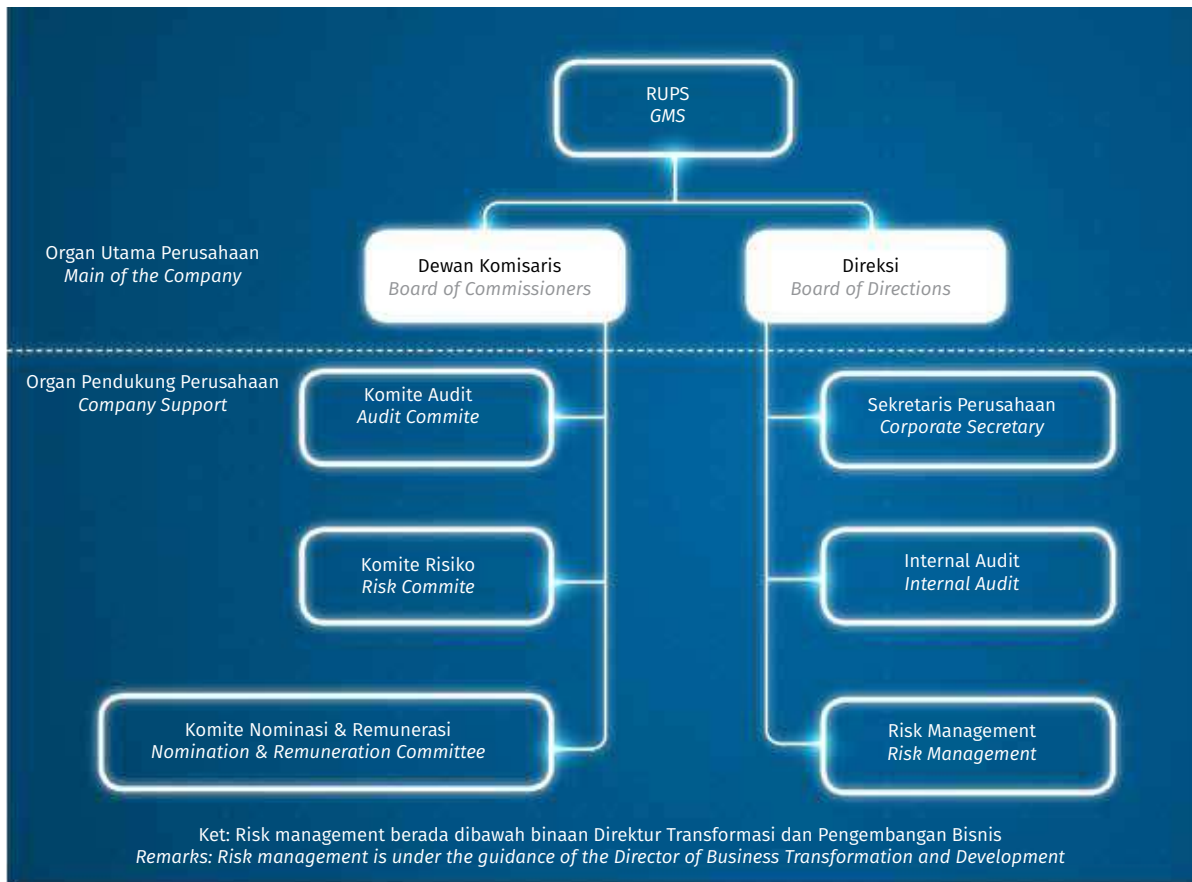 RUPS
GMS
Organ Utama Perusahaan
Main of the Company
Dewan Komisaris
Board of Commissioners
Direksi
Board of Directions
Organ Pendukung Perusahaan
Company Support
Komite Audit
Audit Commite
Sekretaris Perusahaan
Corporate Secretary
Komite Risiko
Risk Commite
Internal Audit
Internal Audit
Komite Nominasi & Remunerasi
Nomination & Remuneration Committee
Risk Management
Risk Management
Ket: Risk management berada dibawah binaan Direktur Transformasi dan Pengembangan Bisnis
Remarks: Risk management is under the guidance of the Director of Business Transformation and Development